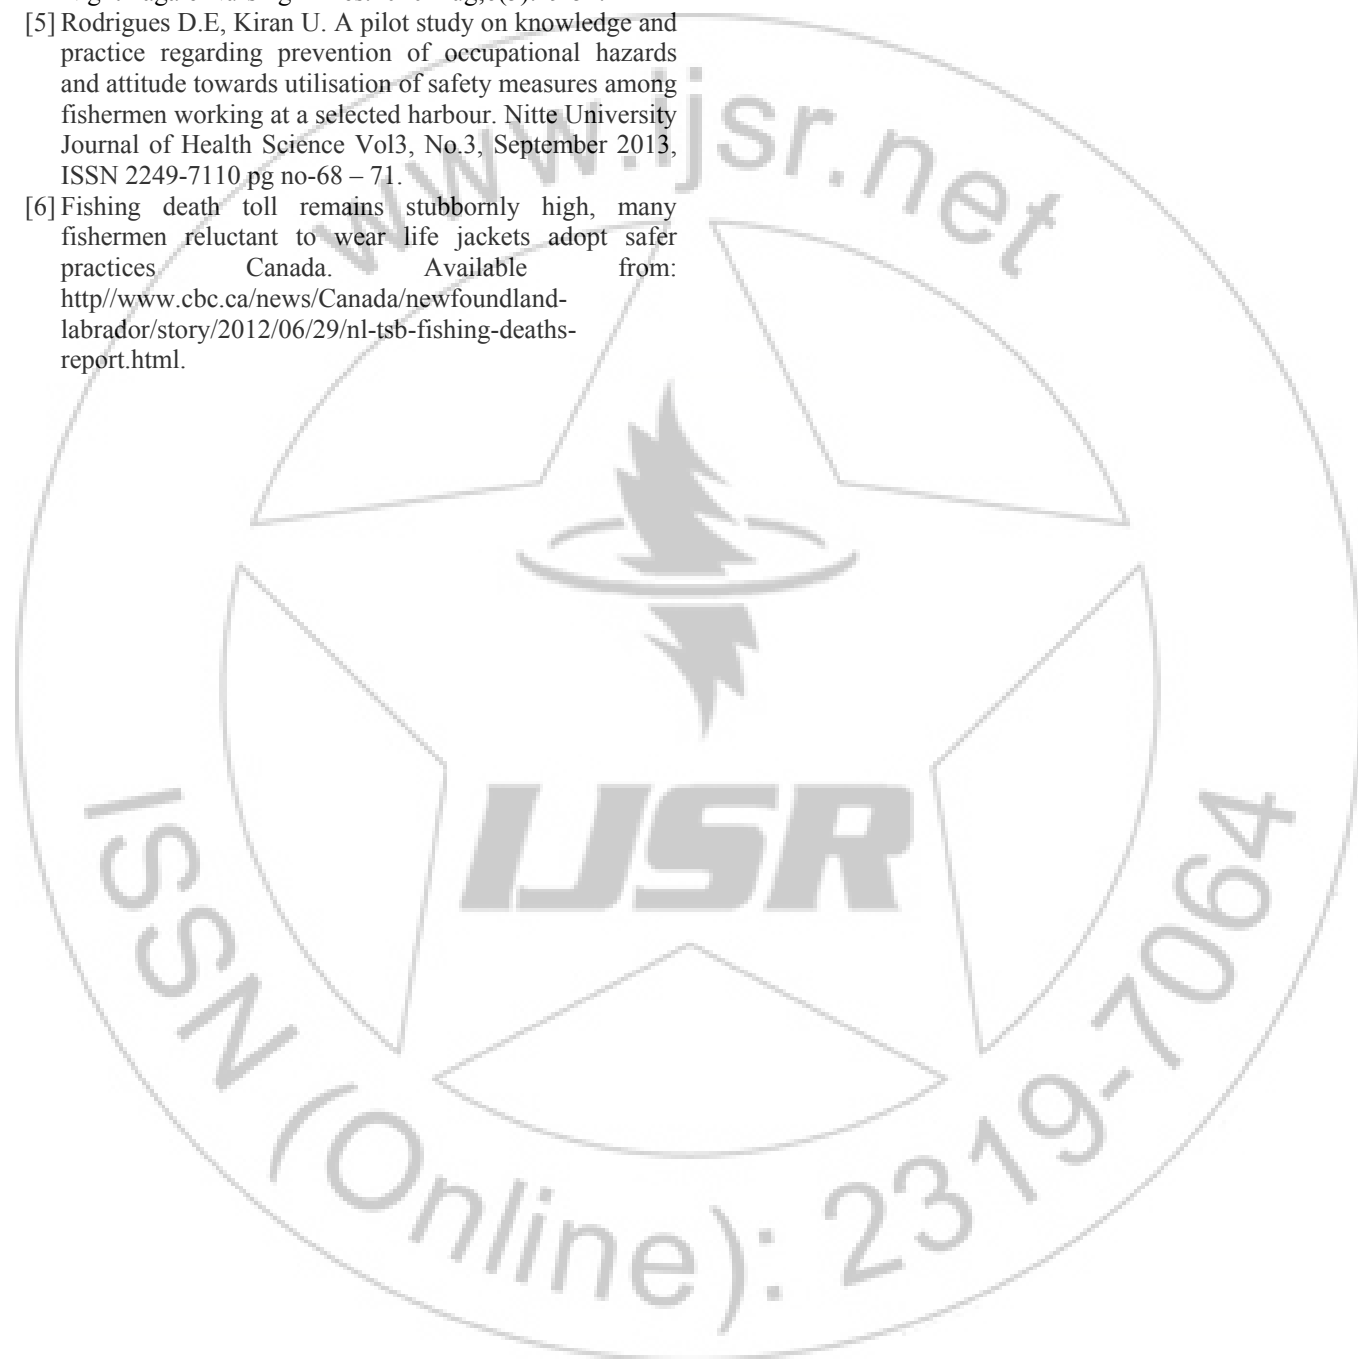 [5] Rodrigues D.E, Kiran U. A pilot study on knowledge and
practice regarding prevention of occupational hazards
and attitude towards utilisation of safety measures among
fishermen working at a selected harbour. Nitte University
Journal of Health Science Vol3, No.3, September 2013,
ISSN 2249-7110 pg no-68 – 71.
[6] Fishing death toll remains stubbornly high, many
fishermen reluctant to wear life jackets adopt safer
practices Canada. Available from:
http//www.cbc.ca/news/Canada/newfoundland-
labrador/story/2012/06/29/nl-tsb-fishing-deaths-
report.html.
www.ijsr.net
IJSR
ISSN (Online): 2319-7064